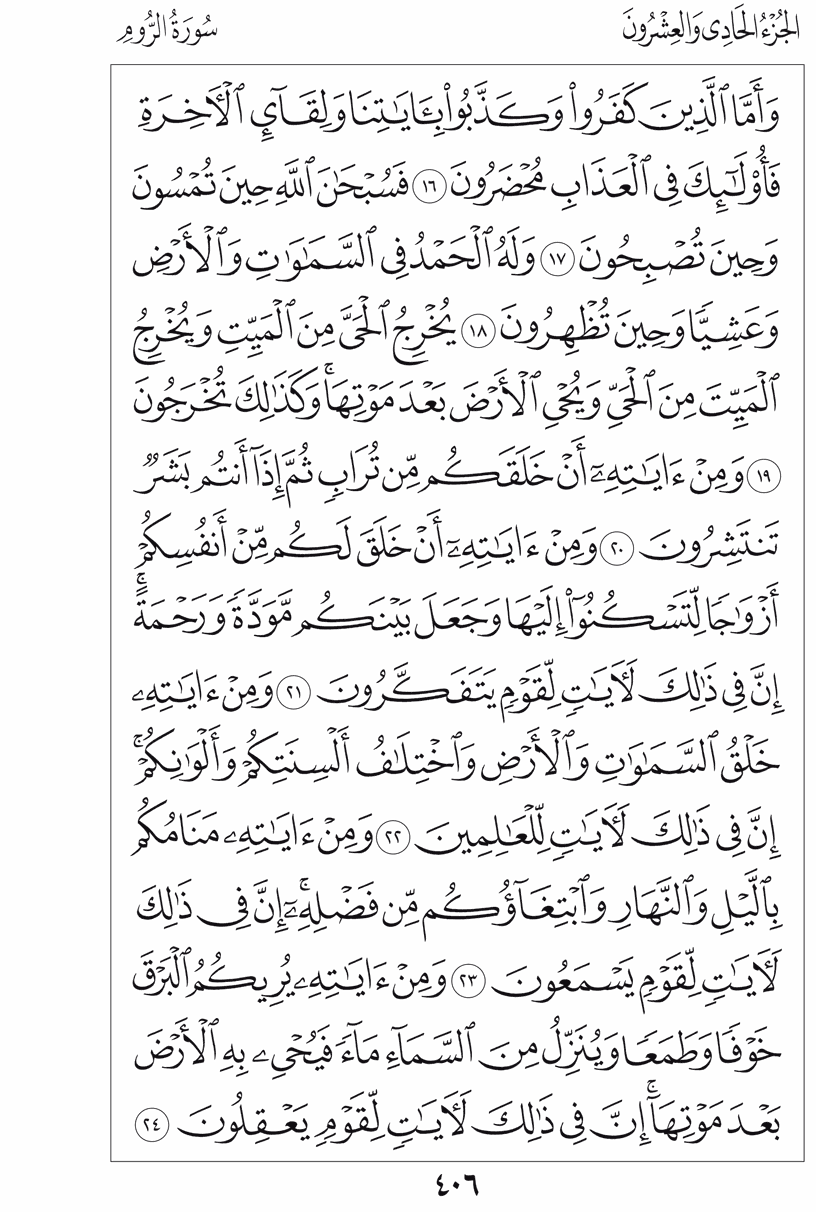 الجُزْءُ الحَادِي وَالعِشْرُونَ
سُورَةُ الرُّومِ
وَأَمَّا ٱلَّذِينَ كَفَرُوا۟ وَكَذَّبُوا۟ بِـَٔايَٰتِنَا وَلِقَآئِ ٱلْأَخِرَةِ
فَأُو۟لَٰٓئِكَ فِى ٱلْعَذَابِ مُحْضَرُونَ ١٦ فَسُبْحَٰنَ ٱللَّهِ حِينَ تُمْسُونَ
وَحِينَ تُصْبِحُونَ ١٧ وَلَهُ ٱلْحَمْدُ فِى ٱلسَّمَٰوَٰتِ وَٱلْأَرْضِ
وَعَشِيًّا وَحِينَ تُظْهِرُونَ ١٨ يُخْرِجُ ٱلْحَىَّ مِنَ ٱلْمَيِّتِ وَيُخْرِجُ
ٱلْمَيِّتَ مِنَ ٱلْحَىِّ وَيُحْىِ ٱلْأَرْضَ بَعْدَ مَوْتِهَا ۚ وَكَذَٰلِكَ تُخْرَجُونَ
١٩ وَمِنْ ءَايَٰتِهِۦٓ أَنْ خَلَقَكُم مِّن تُرَابٍ ثُمَّ إِذَآ أَنتُم بَشَرٌ
تَنتَشِرُونَ ٢٠ وَمِنْ ءَايَٰتِهِۦٓ أَنْ خَلَقَ لَكُم مِّنْ أَنفُسِكُمْ
أَزْوَٰجًا لِّتَسْكُنُوٓا۟ إِلَيْهَا وَجَعَلَ بَيْنَكُم مَّوَدَّةً وَرَحْمَةً ۚ
إِنَّ فِى ذَٰلِكَ لَأَيَٰتٍ لِّقَوْمٍ يَتَفَكَّرُونَ ٢١ وَمِنْ ءَايَٰتِهِۦ
خَلْقُ ٱلسَّمَٰوَٰتِ وَٱلْأَرْضِ وَٱخْتِلَٰفُ أَلْسِنَتِكُمْ وَأَلْوَٰنِكُمْ ۚ
إِنَّ فِى ذَٰلِكَ لَأَيَٰتٍ لِّلْعَٰلِمِينَ ٢٢ وَمِنْ ءَايَٰتِهِۦ مَنَامُكُم
بِٱلَّيْلِ وَٱلنَّهَارِ وَٱبْتِغَآؤُكُم مِّن فَضْلِهِۦٓ ۚ إِنَّ فِى ذَٰلِكَ
لَأَيَٰتٍ لِّقَوْمٍ يَسْمَعُونَ ٢٣ وَمِنْ ءَايَٰتِهِۦ يُرِيكُمُ ٱلْبَرْقَ
خَوْفًا وَطَمَعًا وَيُنَزِّلُ مِنَ ٱلسَّمَآءِ مَآءً فَيُحْىِۦ بِهِ ٱلْأَرْضَ
بَعْدَ مَوْتِهَآ ۚ إِنَّ فِى ذَٰلِكَ لَأَيَٰتٍ لِّقَوْمٍ يَعْقِلُونَ ٢٤
٤٠٦